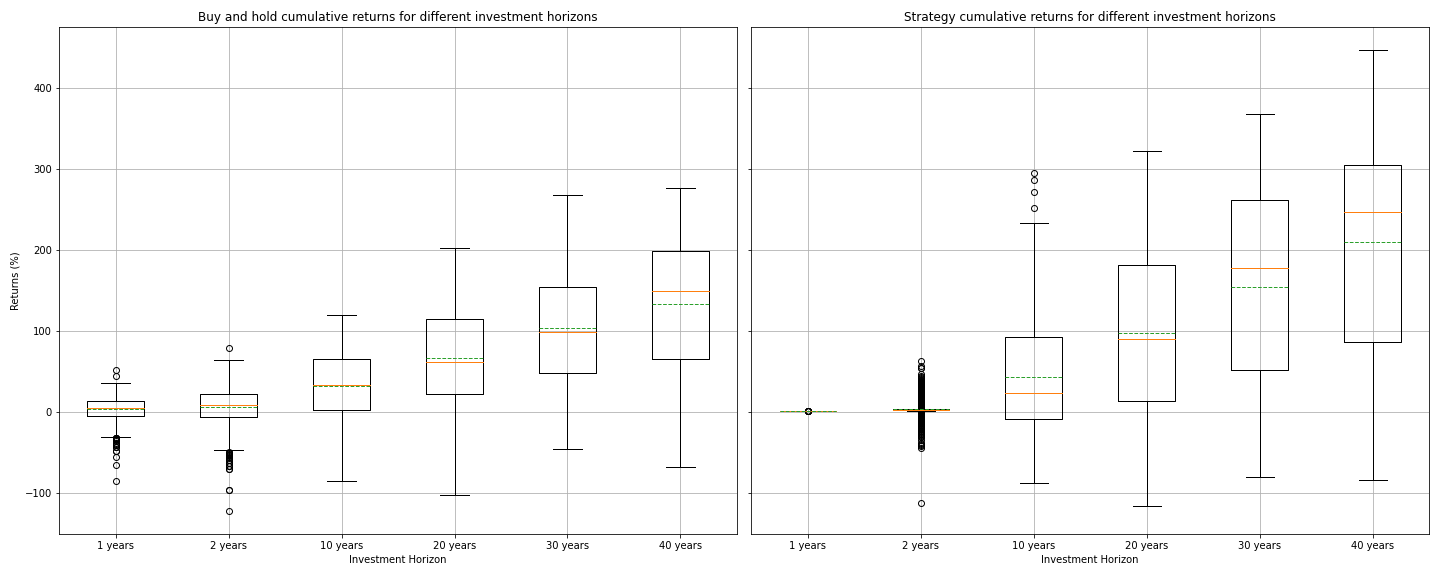 Buy and hold cumulative returns for different investment horizons
Strategy cumulative returns for different investment horizons
Returns (%)
400
300
200
100
0
−100
1 years 2 years 10 years 20 years 30 years 40 years
Investment Horizon
1 years 2 years 10 years 20 years 30 years 40 years
Investment Horizon